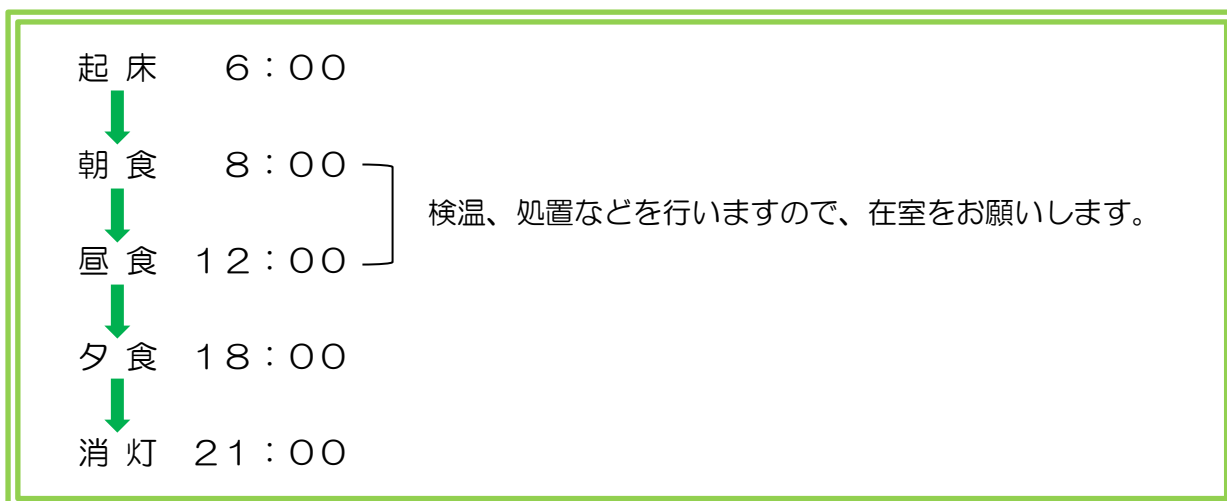 起 床 6：00
朝 食 8：00
検温、処置などを行いますので、在室をお願いします。
昼 食 12：00
夕 食 18：00
消 灯 21：00